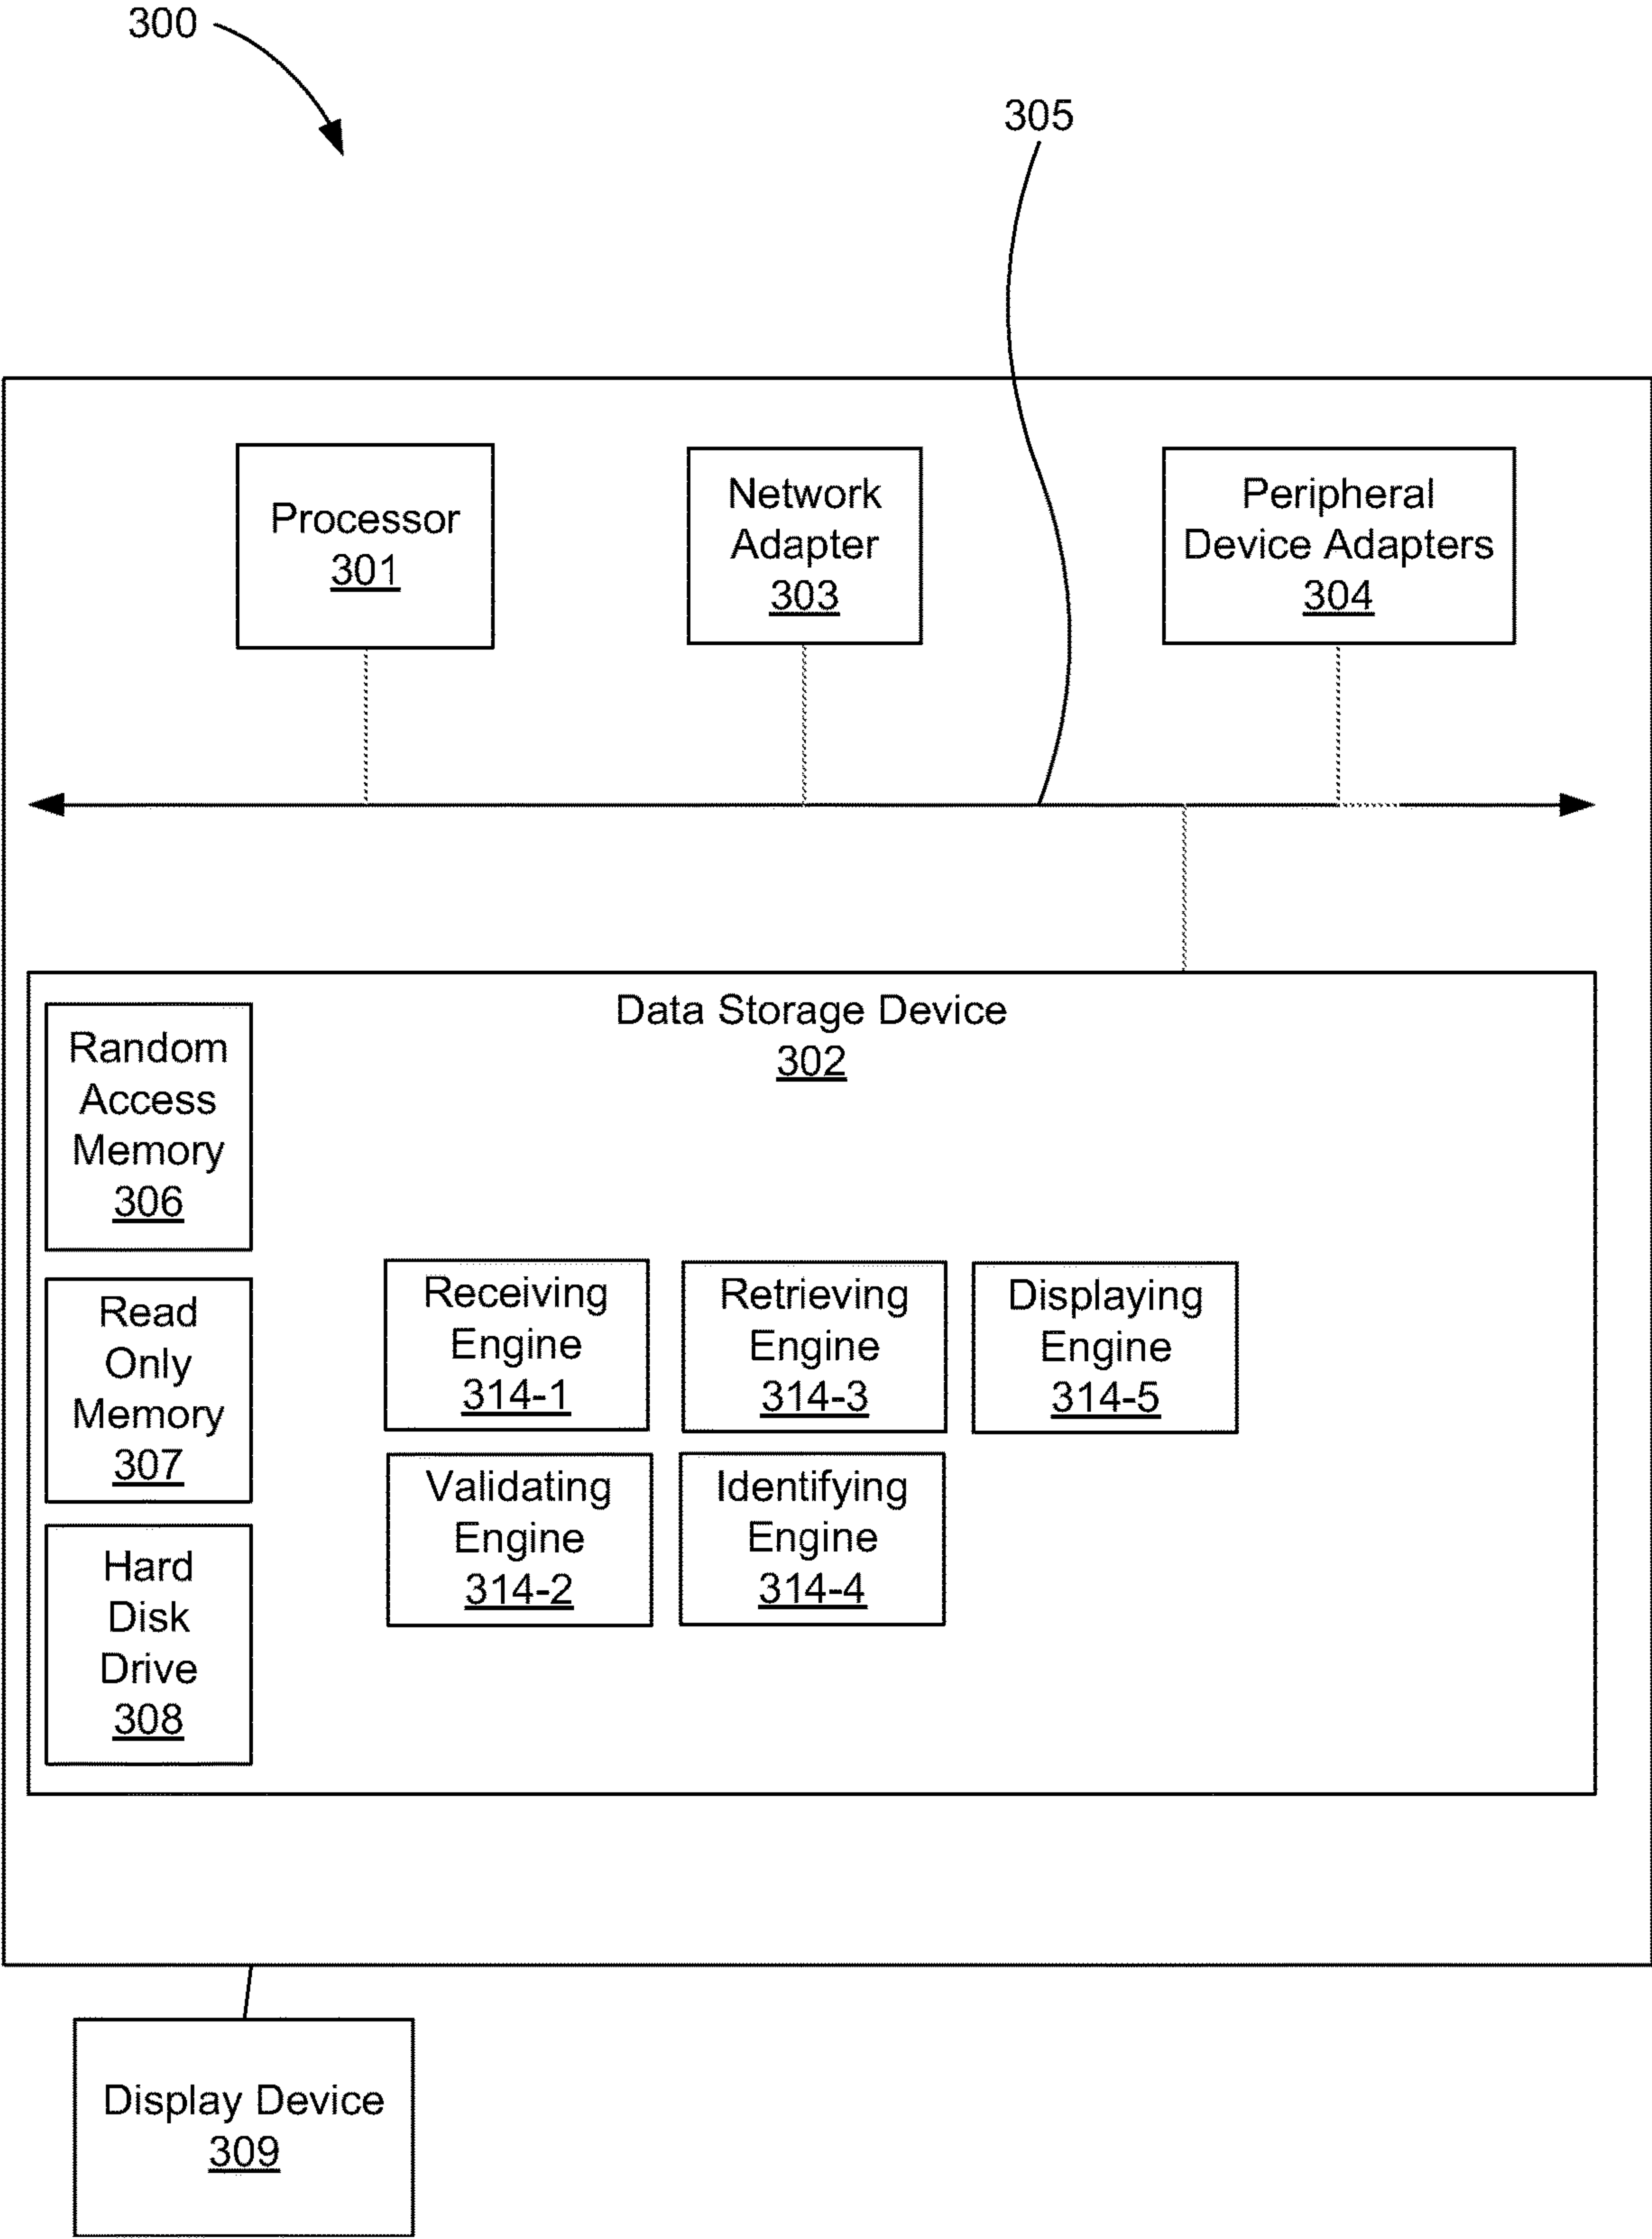 300
305
Processor
301
Network
Adapter
303
Peripheral
Device Adapters
304
Data Storage Device
302
Random
Access
Memory
306
Read
Only
Memory
307
Hard
Disk
Drive
308
Receiving
Engine
314-1
Retrieving
Engine
314-3
Displaying
Engine
314-5
Validating
Engine
314-2
Identifying
Engine
314-4
Display Device
309